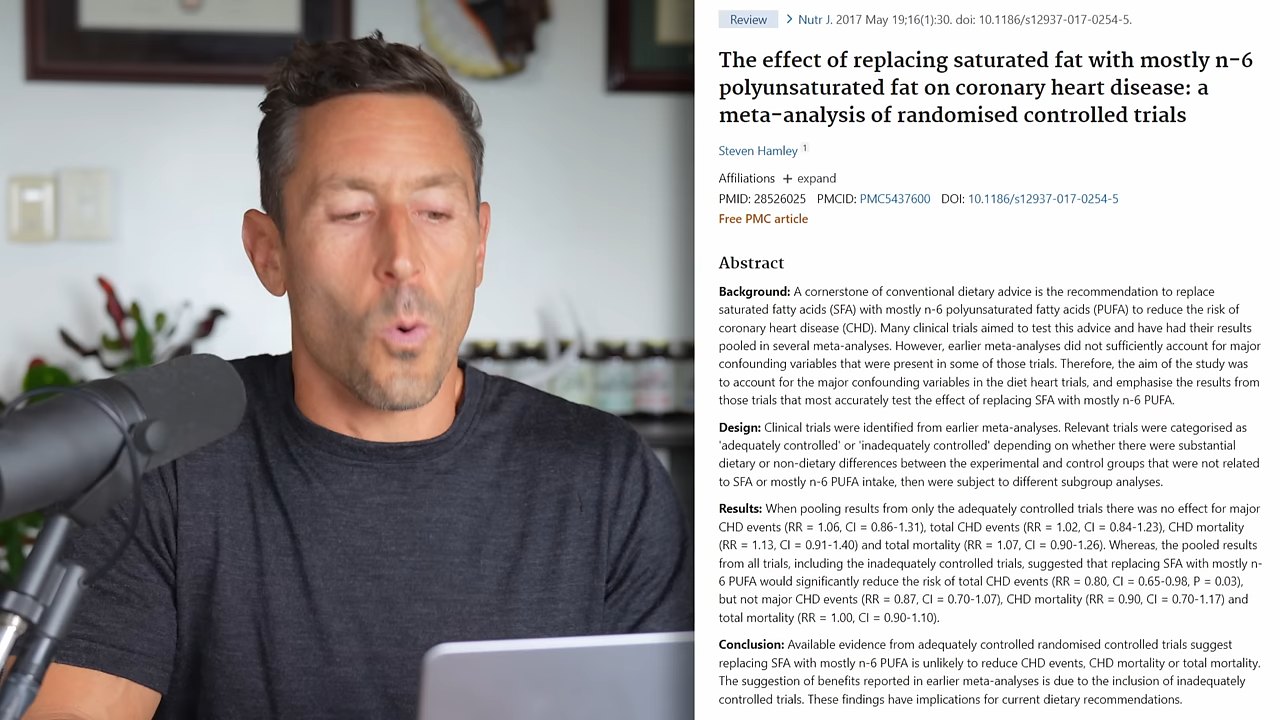 Review > Nutr J. 2017 May 19;16(1):30. doi: 10.1186/s12937-017-0254-5.
The effect of replacing saturated fat with mostly n-6
polyunsaturated fat on coronary heart disease: a
meta-analysis of randomised controlled trials
Steven Hamley 1
Affiliations + expand
PMID: 28526025 PMCID: PMC5437600 DOI: 10.1186/s12937-017-0254-5
Free PMC article
Abstract
Background: A cornerstone of conventional dietary advice is the recommendation to replace
saturated fatty acids (SFA) with mostly n-6 polyunsaturated fatty acids (PUFA) to reduce the risk of
coronary heart disease (CHD). Many clinical trials aimed to test this advice and have had their results
pooled in several meta-analyses. However, earlier meta-analyses did not sufficiently account for major
confounding variables that were present in some of those trials. Therefore, the aim of the study was
to account for the major confounding variables in the diet heart trials, and emphasise the results from
those trials that most accurately test the effect of replacing SFA with mostly n-6 PUFA.
Design: Clinical trials were identified from earlier meta-analyses. Relevant trials were categorised as
'adequately controlled' or 'inadequately controlled' depending on whether there were substantial
dietary or non-dietary differences between the experimental and control groups that were not related
to SFA or mostly n-6 PUFA intake, then were subject to different subgroup analyses.
Results: When pooling results from only the adequately controlled trials there was no effect for major
CHD events (RR = 1.06, CI = 0.86-1.31), total CHD events (RR = 1.02, CI = 0.84-1.23), CHD mortality
(RR = 1.13, CI = 0.91-1.40) and total mortality (RR = 1.07, CI = 0.90-1.26). Whereas, the pooled results
from all trials, including the inadequately controlled trials, suggested that replacing SFA with mostly n-
6 PUFA would significantly reduce the risk of total CHD events (RR = 0.80, CI = 0.65-0.98, P = 0.03),
but not major CHD events (RR = 0.87, CI = 0.70-1.07), CHD mortality (RR = 0.90, CI = 0.70-1.17) and
total mortality (RR = 1.00, CI = 0.90-1.10).
Conclusion: Available evidence from adequately controlled randomised controlled trials suggest
replacing SFA with mostly n-6 PUFA is unlikely to reduce CHD events, CHD mortality or total mortality.
The suggestion of benefits reported in earlier meta-analyses is due to the inclusion of inadequately
controlled trials. These findings have implications for current dietary recommendations.